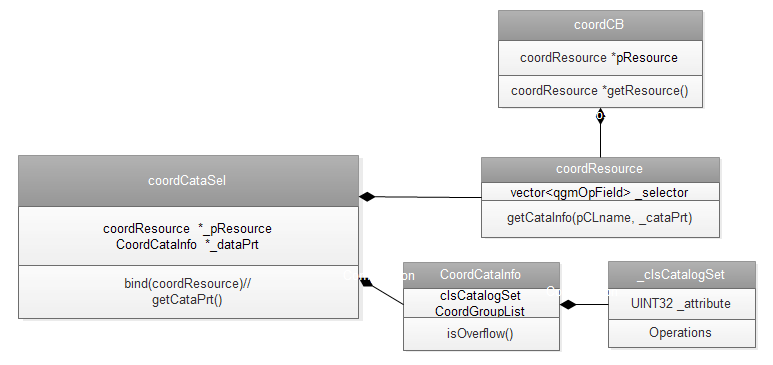 coordCB
coordResource *pResource
coordResource *getResource()
coordResource
vector<qgmOpField> _selector
getCataInfo(pCLname, _cataPrt)
coordCataSel
coordResource *_pResource
CoordCataInfo *_dataPrt
bind(coordResource)//
getCataPrt()
CoordCataInfo
clsCatalogSet
CoordGroupList
isOverflow()
_clsCatalogSet
UINT32 _attribute
Operations